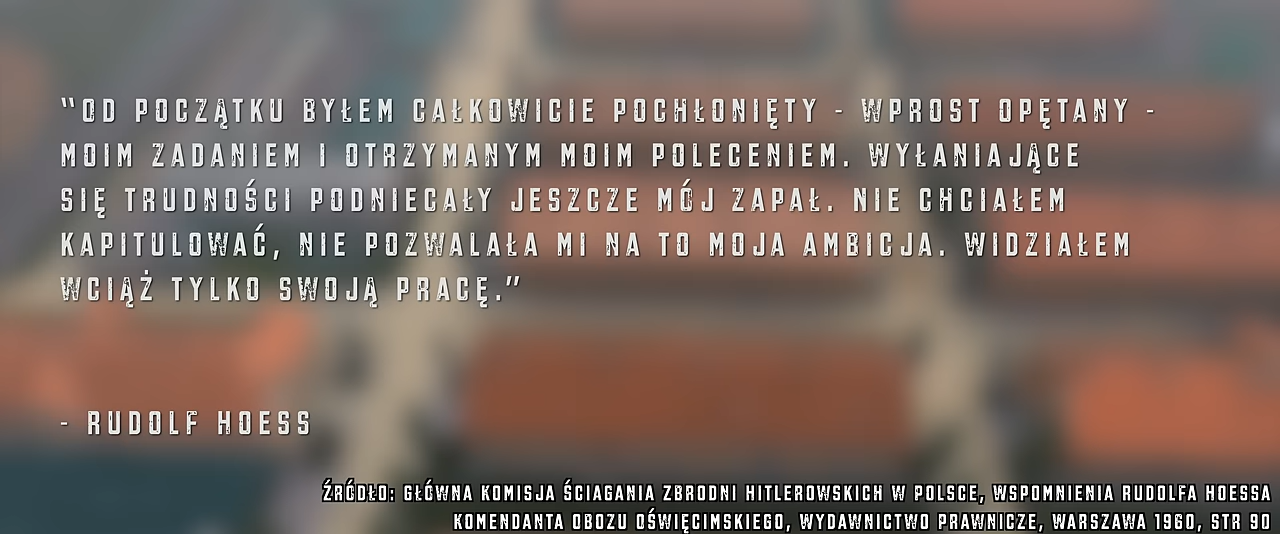 “OD POCZĄTKU BYŁEM CAŁKOWICIE POCHŁONIĘTY - WPROST OPĘTANY -
MOIM ZADANIEM I OTRZYMANYM MOIM POLECENIEM. WYŁANIAJĄCE
SIĘ TRUDNOŚCI PODNIECAŁY JESZCZE MÓJ ZAPAŁ. NIE CHCIAŁEM
KAPITULOWAĆ, NIE POZWALAŁA MI NA TO MOJA AMBICJA. WIDZIAŁEM
WCIĄŻ TYLKO SWOJĄ PRACĘ.”
- RUDOLF HOESS
ŹRÓDŁO: GŁÓWNA KOMISJA ŚCIAGANIA ZBRODNI HITLEROWSKICH W POLSCE, WSPOMNIENIA RUDOLFA HOESSA
KOMENDANTA OBOZU OŚWIĘCIMSKIEGO, WYDAWNICTWO PRAWNICZE, WARSZAWA 1960, STR 90